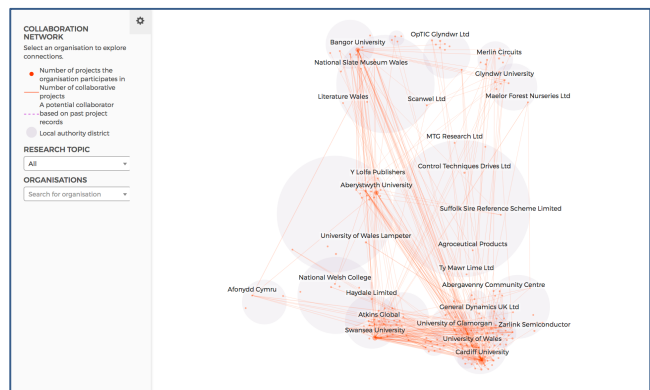 COLLABORATION
NETWORK
Select an organisation to explore
connections.
Number of projects the
organisation participates in
Number of collaborative
projects
A potential collaborator
based on past project
records
Local authority district
RESEARCH TOPIC
All
ORGANISATIONS
Search for organisation
Bangor University
OpTIC Glyndwr Ltd
Merlin Circuits
National Slate Museum Wales
Glyndwr University
Literature Wales
Scanwel Ltd
Maelor Forest Nurseries Ltd
MTG Research Ltd
Control Techniques Drives Ltd
Y Lolfa Publishers
Aberystwyth University
Suffolk Sire Reference Scheme Limited
University of Wales Lampeter
Agroceutical Products
Ty Mawr Lime Ltd
National Welsh College
Abergavenny Community Centre
Afonydd Cymru
Haydale Limited
General Dynamics UK Ltd
Atkins Global
University of Glamorgan
Zarlink Semiconductor
Swansea University
University of Wales
Cardiff University